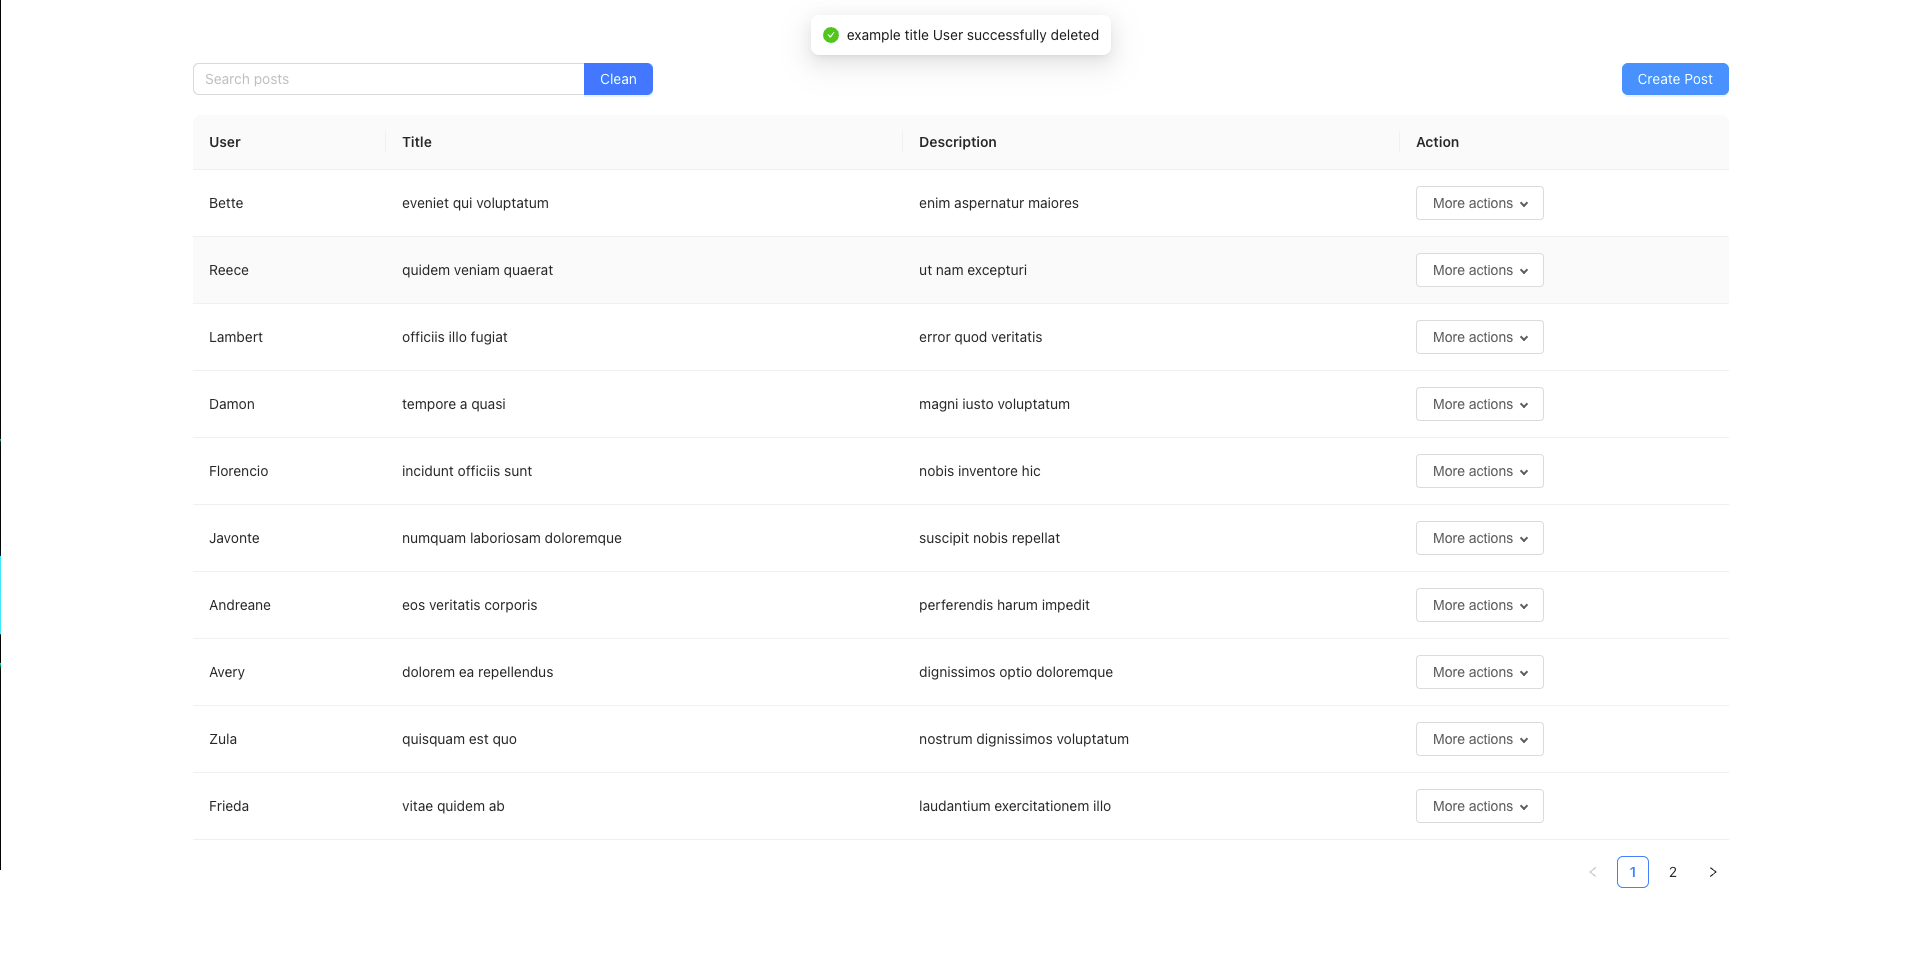 example title User successfully deleted
Search posts Clean Create Post
User Title Description Action
Bette eveniet qui voluptatum enim aspernatur maiores More actions
Reece quidem veniam quaerat ut nam excepturi More actions
Lambert officiis illo fugiat error quod veritatis More actions
Damon tempore a quasi magni iusto voluptatum More actions
Florencio incidunt officiis sunt nobis inventore hic More actions
Javonte numquam laboriosam doloremque suscipit nobis repellat More actions
Andreane eos veritatis corporis perferendis harum impedit More actions
Avery dolorem ea repellendus dignissimos optio doloremque More actions
Zula quisquam est quo nostrum dignissimos voluptatum More actions
Frieda vitae quidem ab laudantium exercitationem illo More actions
1 2